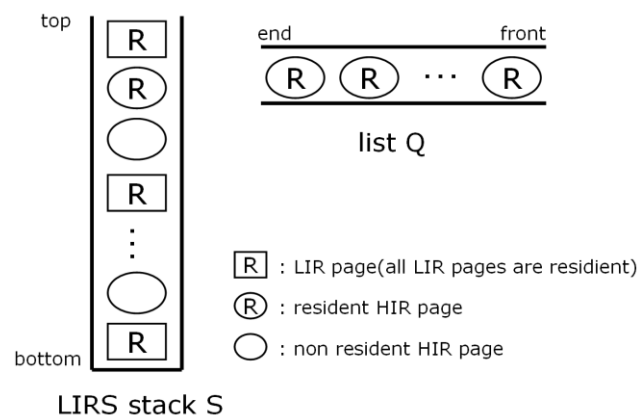 top
R
R
R
bottom
R
LIRS stack S
end front
R R ... R
list Q
R : LIR page(all LIR pages are residient)
R : resident HIR page
: non resident HIR page